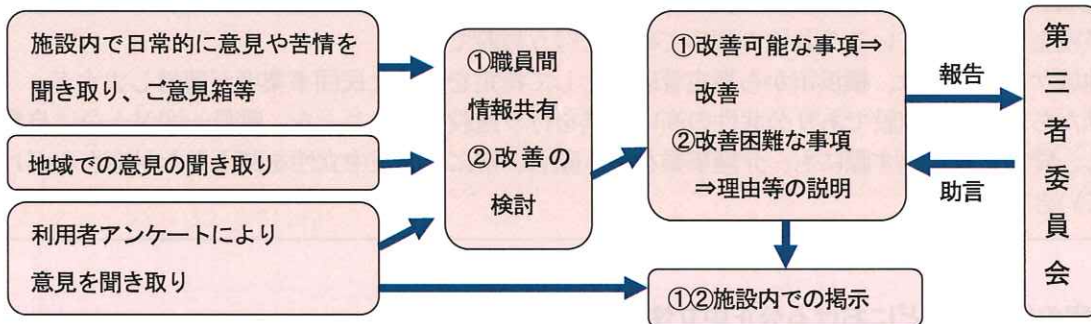 施設内で日常的に意見や苦情を
聞き取り、ご意見箱等
地域での意見の聞き取り
利用者アンケートにより
意見を聞き取り
①職員間
情報共有
②改善の
検討
①改善可能な事項⇒
改善
②改善困難な事項
⇒理由等の説明
①②施設内での掲示
報告
助言
第三者委員会